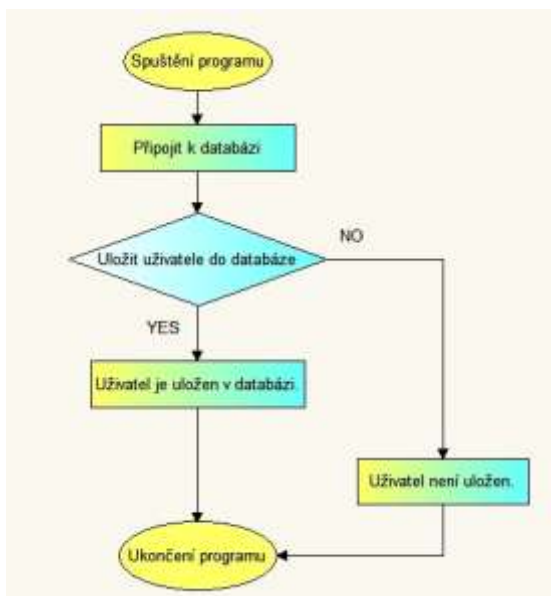 Spuštění programu
Připojit k databázi
NO
Uložit uživatele do databáze
YES
Uživatel je uložen v databázi.
Uživatel není uložen.
Ukončení programu